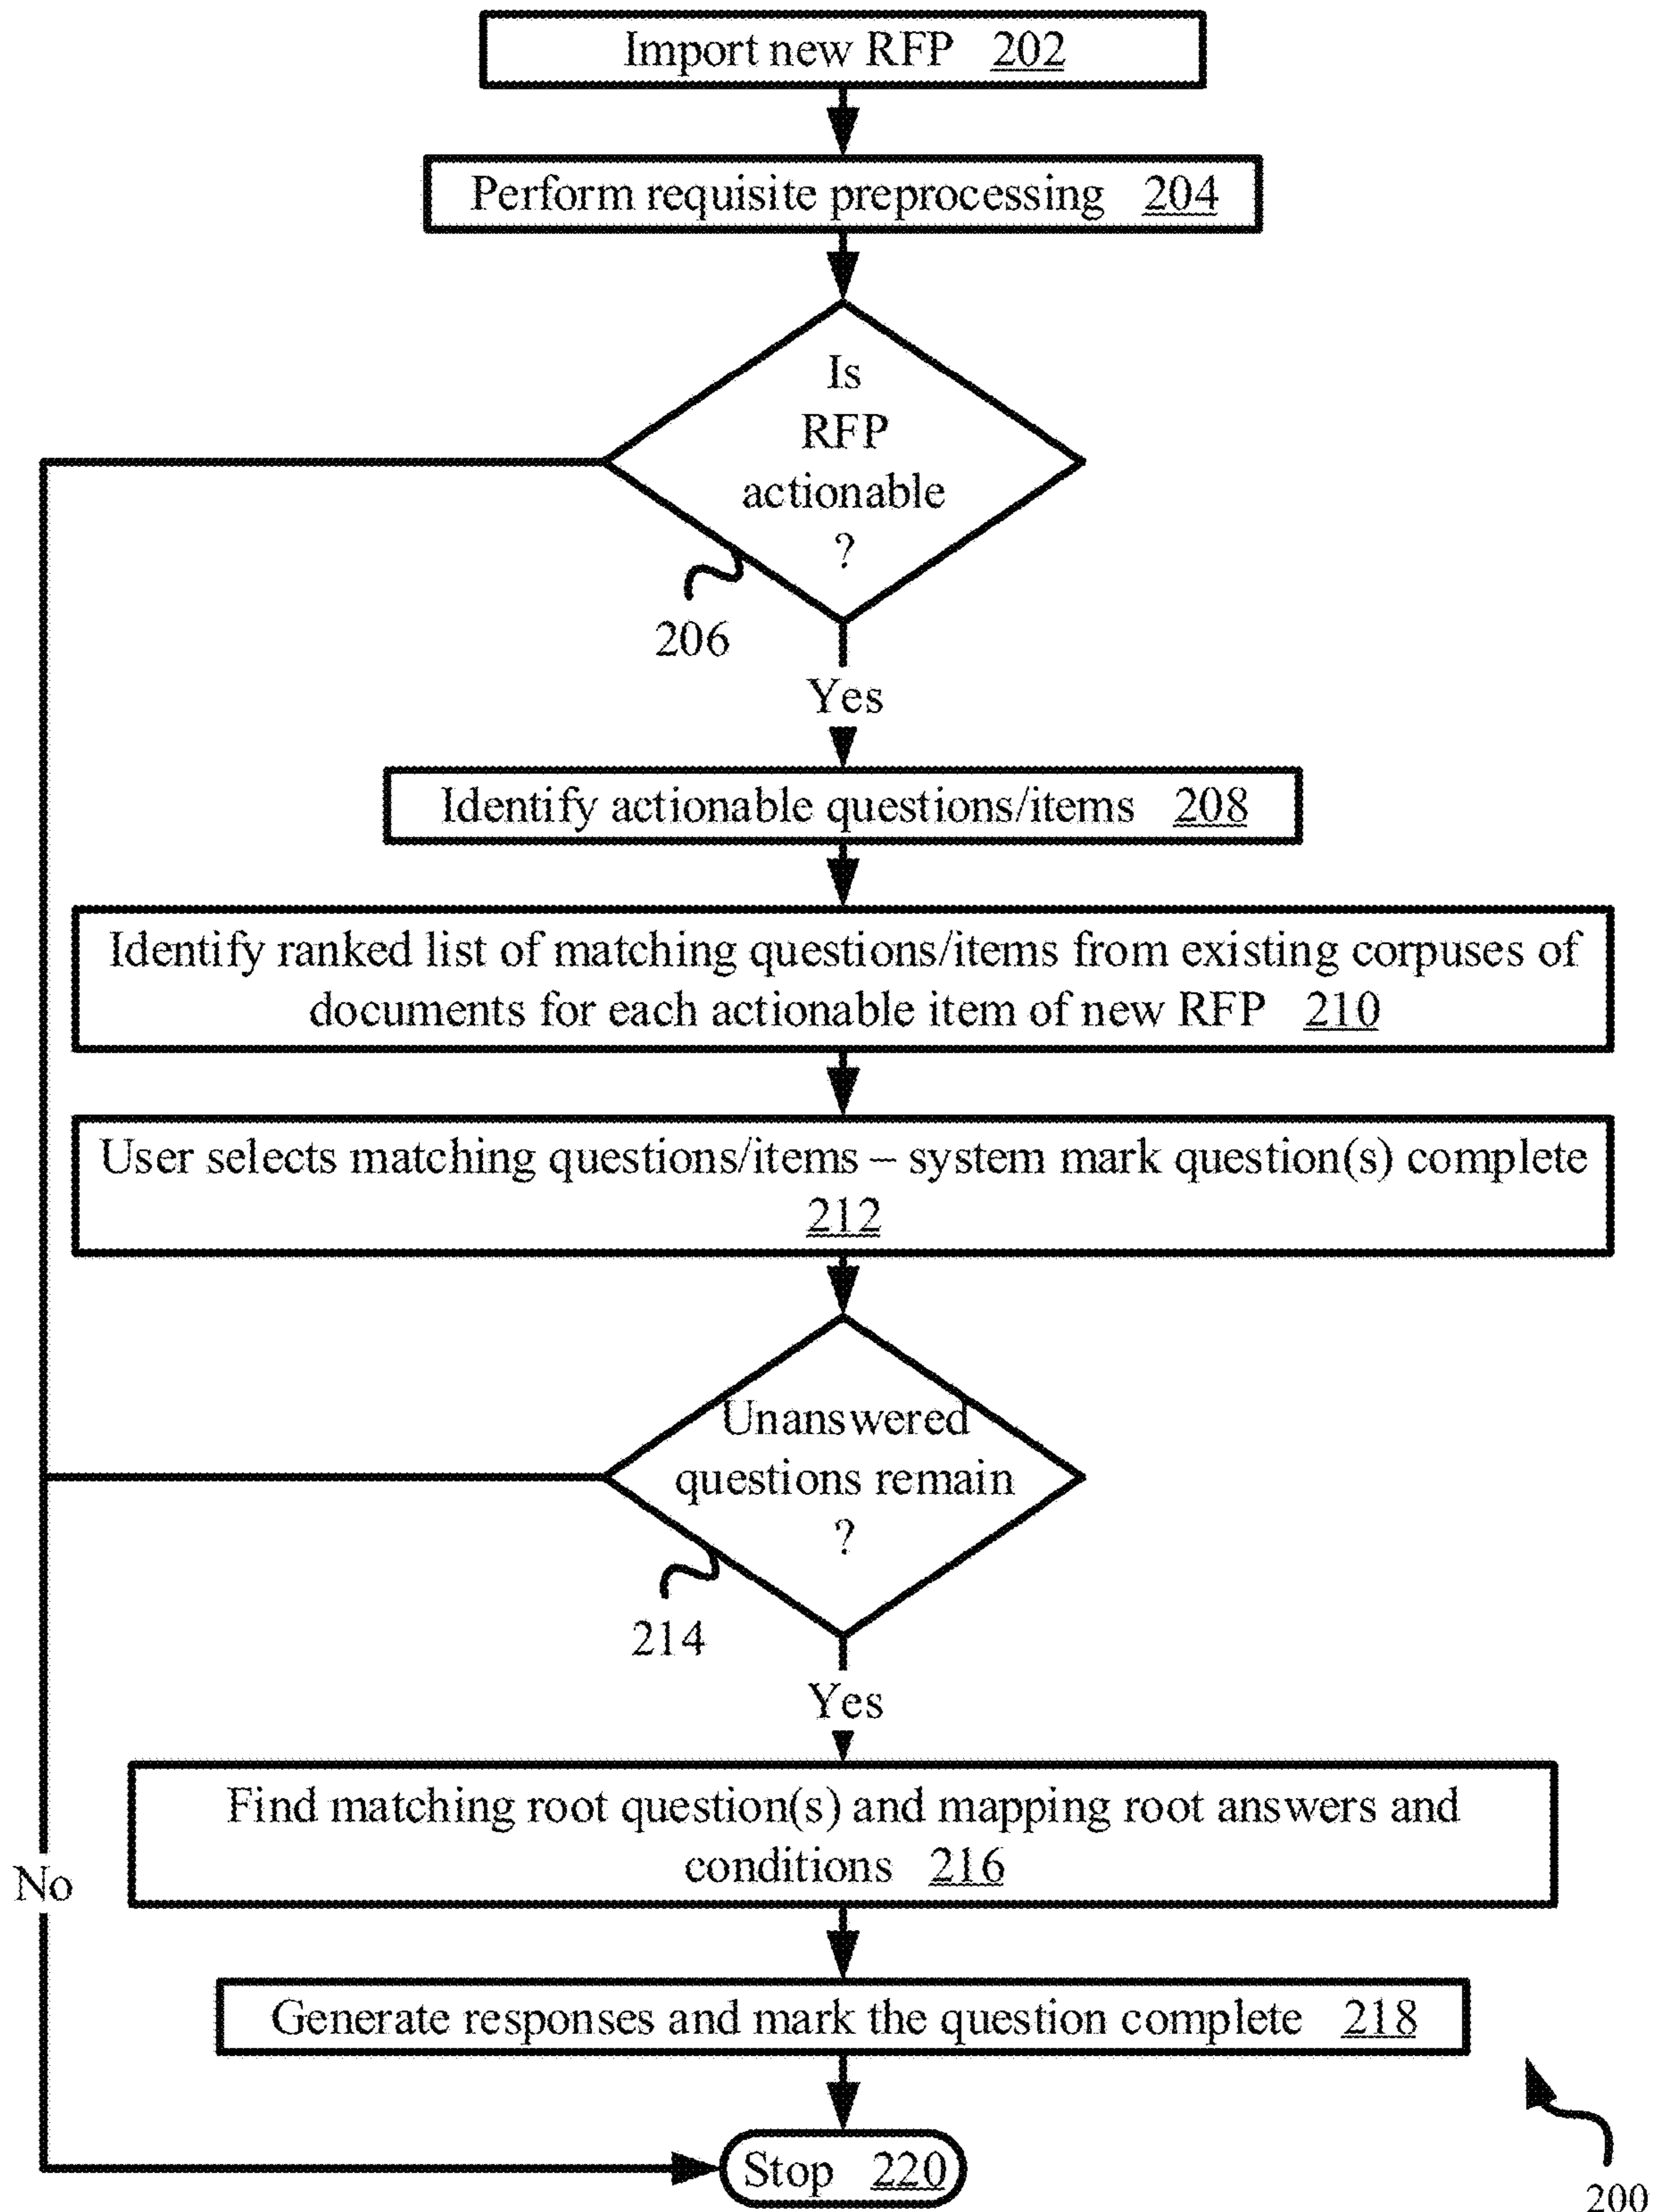 Import new RFP 202
Perform requisite preprocessing 204
Is
RFP
actionable
?
206
Yes
Identify actionable questions/items 208
Identify ranked list of matching questions/items from existing corpuses of
documents for each actionable item of new RFP 210
User selects matching questions/items – system mark question(s) complete
212
Unanswered
questions remain
?
214
Yes
Find matching root question(s) and mapping root answers and
conditions 216
No
Generate responses and mark the question complete 218
Stop 220
200